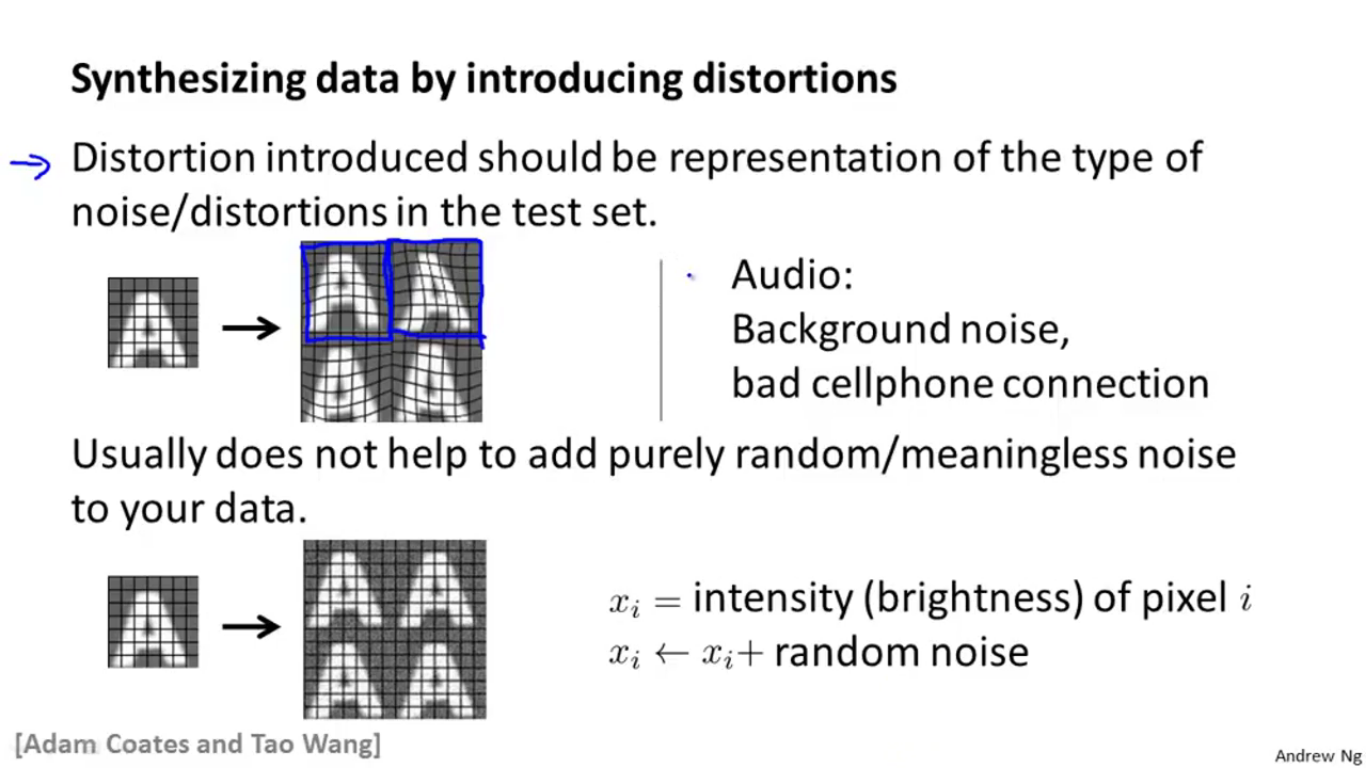 Synthesizing data by introducing distortions
Distortion introduced should be representation of the type of
noise/distortions in the test set.
Audio:
Background noise,
bad cellphone connection
Usually does not help to add purely random/meaningless noise
to your data.
x_i = intensity (brightness) of pixel i
x_i ← x_i+ random noise
[Adam Coates and Tao Wang]
Andrew Ng